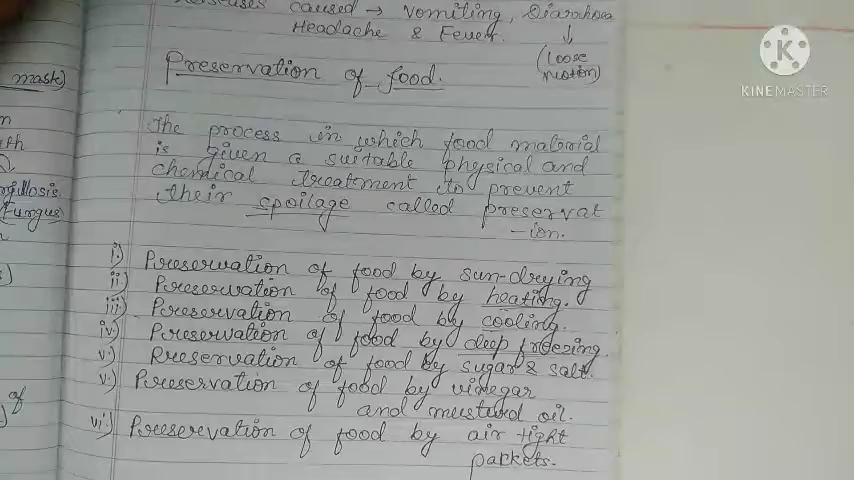 caused → Vomiting, Diarrhoea
Headache & Fever.
↓
(Loose
motion)
mask)
Preservation of food.
The process in which food material
is given a suitable physical and
chemical treatment to prevent
their spoilage called preservat
-ion.
Fungus
i.) Preservation of food by sun-drying
ii.) Preservation of food by heating.
iii.) Preservation of food by cooling.
iv.) Preservation of food by deep freezing.
v.) Preservation of food by sugar & salt.
v.) Preservation of food by vinegar
and musturd oil.
of
vi.) Preservation of food by air tight
packets.
K
KINEMASTER